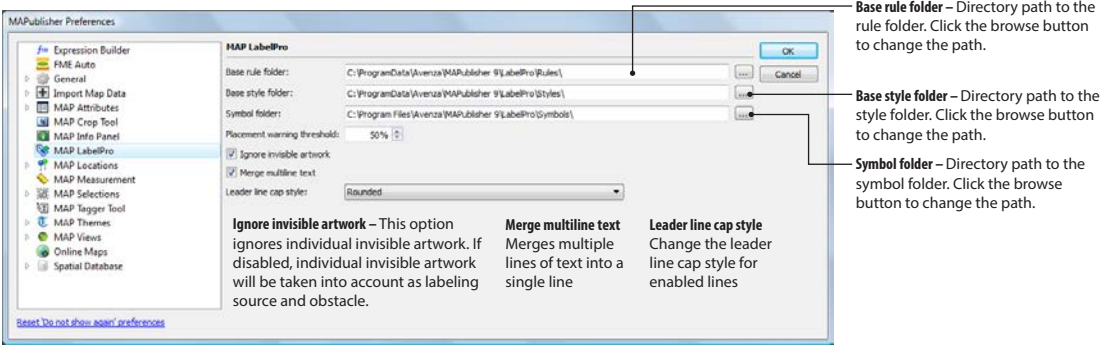 MAPublisher Preferences
Expression Builder
FME Auto
General
Import Map Data
MAP Attributes
MAP Crop Tool
MAP Info Panel
MAP LabelPro
MAP Locations
MAP Measurement
MAP Selections
MAP Tagger Tool
MAP Themes
MAP Views
Online Maps
Spatial Database
Reset 'Do not show again' preferences
MAP LabelPro
Base rule folder: C:\ProgramData\Avenza\MAPublisher 9\LabelPro\Rules\ ...
Base style folder: C:\ProgramData\Avenza\MAPublisher 9\LabelPro\Styles\ ...
Symbol folder: C:\Program Files\Avenza\MAPublisher 9\LabelPro\Symbols\ ...
Placement warning threshold: 50%
Ignore invisible artwork
Merge multiline text
Leader line cap style: Rounded
OK
Cancel
Ignore invisible artwork – This option
ignores individual invisible artwork. If
disabled, individual invisible artwork
will be taken into account as labeling
source and obstacle.
Merge multiline text
Merges multiple
lines of text into a
single line
Leader line cap style
Change the leader
line cap style for
enabled lines
Base rule folder – Directory path to the
rule folder. Click the browse button
to change the path.
Base style folder – Directory path to the
style folder. Click the browse button
to change the path.
Symbol folder – Directory path to the
symbol folder. Click the browse
button to change the path.